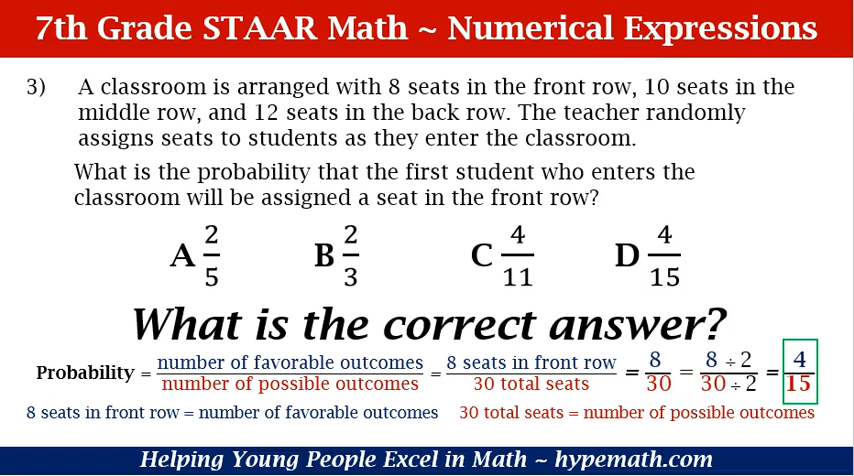 7th Grade STAAR Math ~ Numerical Expressions
3) A classroom is arranged with 8 seats in the front row, 10 seats in the
middle row, and 12 seats in the back row. The teacher randomly
assigns seats to students as they enter the classroom.
What is the probability that the first student who enters the
classroom will be assigned a seat in the front row?
A 2/5 B 2/3 C 4/11 D 4/15
What is the correct answer?
Probability = number of favorable outcomes/number of possible outcomes = 8 seats in front row/30 total seats = 8/30 = 8 ÷ 2/30 ÷ 2 = 4/15
8 seats in front row = number of favorable outcomes 30 total seats = number of possible outcomes
Helping Young People Excel in Math ~ hypemath.com